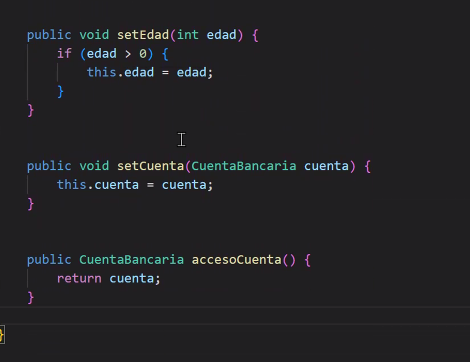 public void setEdad(int edad) {
if (edad > 0) {
this.edad = edad;
}
}
public void setCuenta(CuentaBancaria cuenta) {
this.cuenta = cuenta;
}
public CuentaBancaria accesoCuenta() {
return cuenta;
}
}